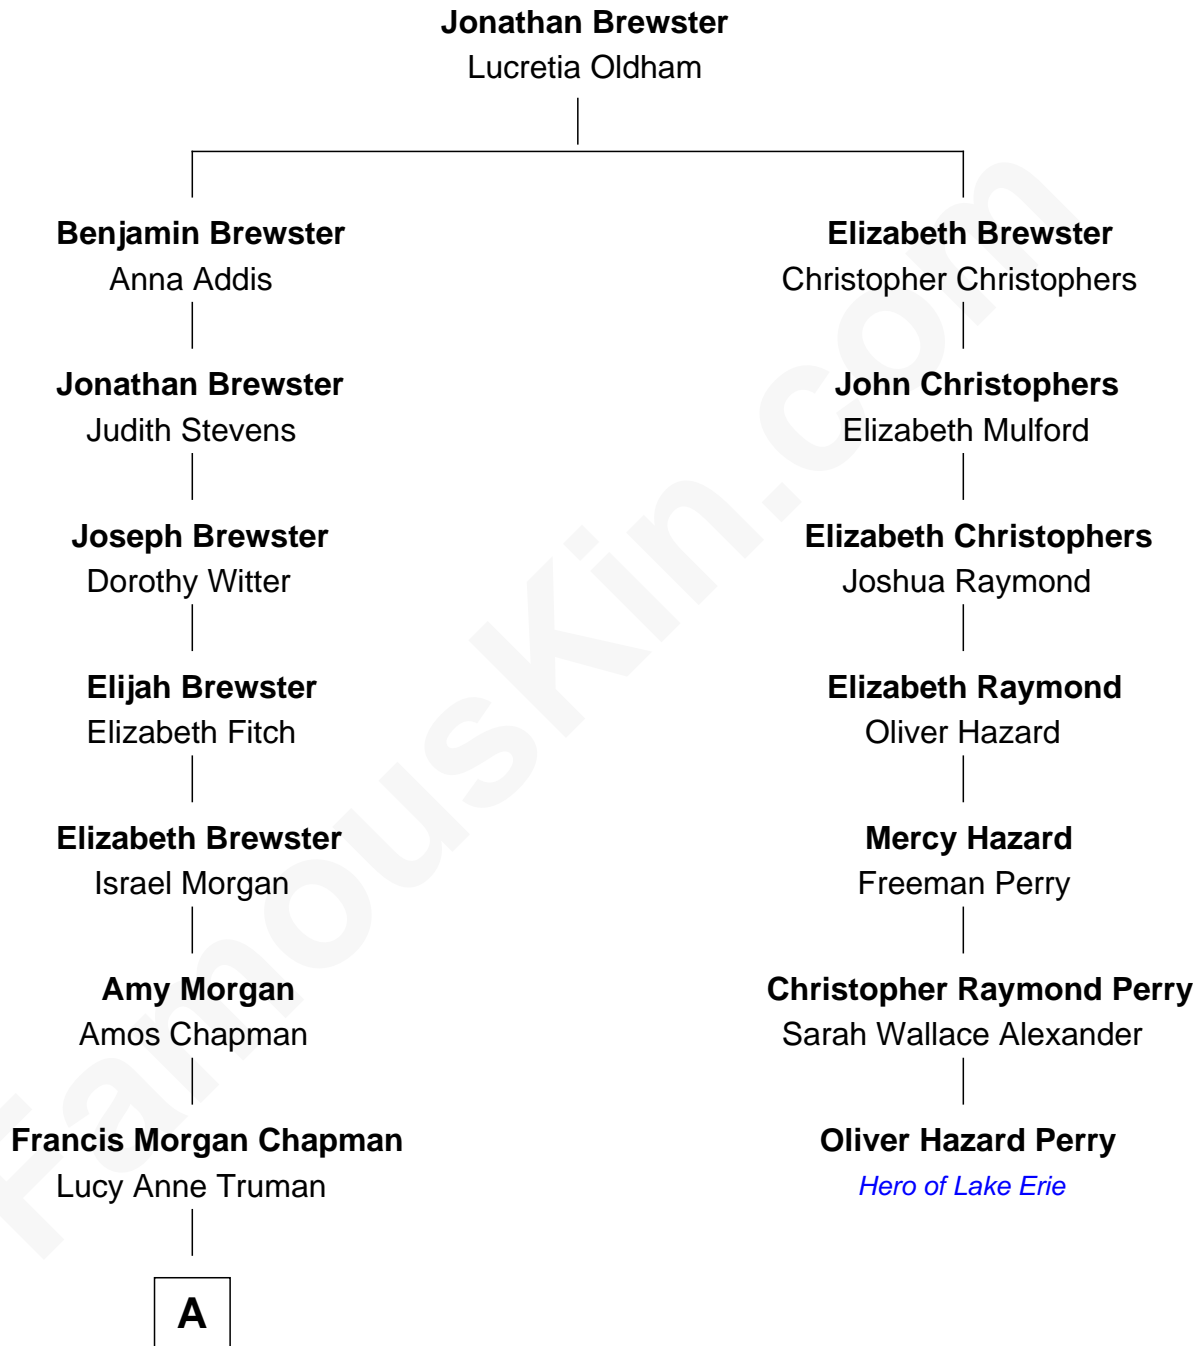 Jonathan Brewster
Lucretia Oldham
Benjamin Brewster
Anna Addis
Elizabeth Brewster
Christopher Christophers
Jonathan Brewster
Judith Stevens
John Christophers
Elizabeth Mulford
Joseph Brewster
Dorothy Witter
Elizabeth Christophers
Joshua Raymond
Elijah Brewster
Elizabeth Fitch
Elizabeth Raymond
Oliver Hazard
Elizabeth Brewster
Israel Morgan
Mercy Hazard
Freeman Perry
Amy Morgan
Amos Chapman
Christopher Raymond Perry
Sarah Wallace Alexander
Francis Morgan Chapman
Lucy Anne Truman
Oliver Hazard Perry
Hero of Lake Erie
A
FamousKin.com